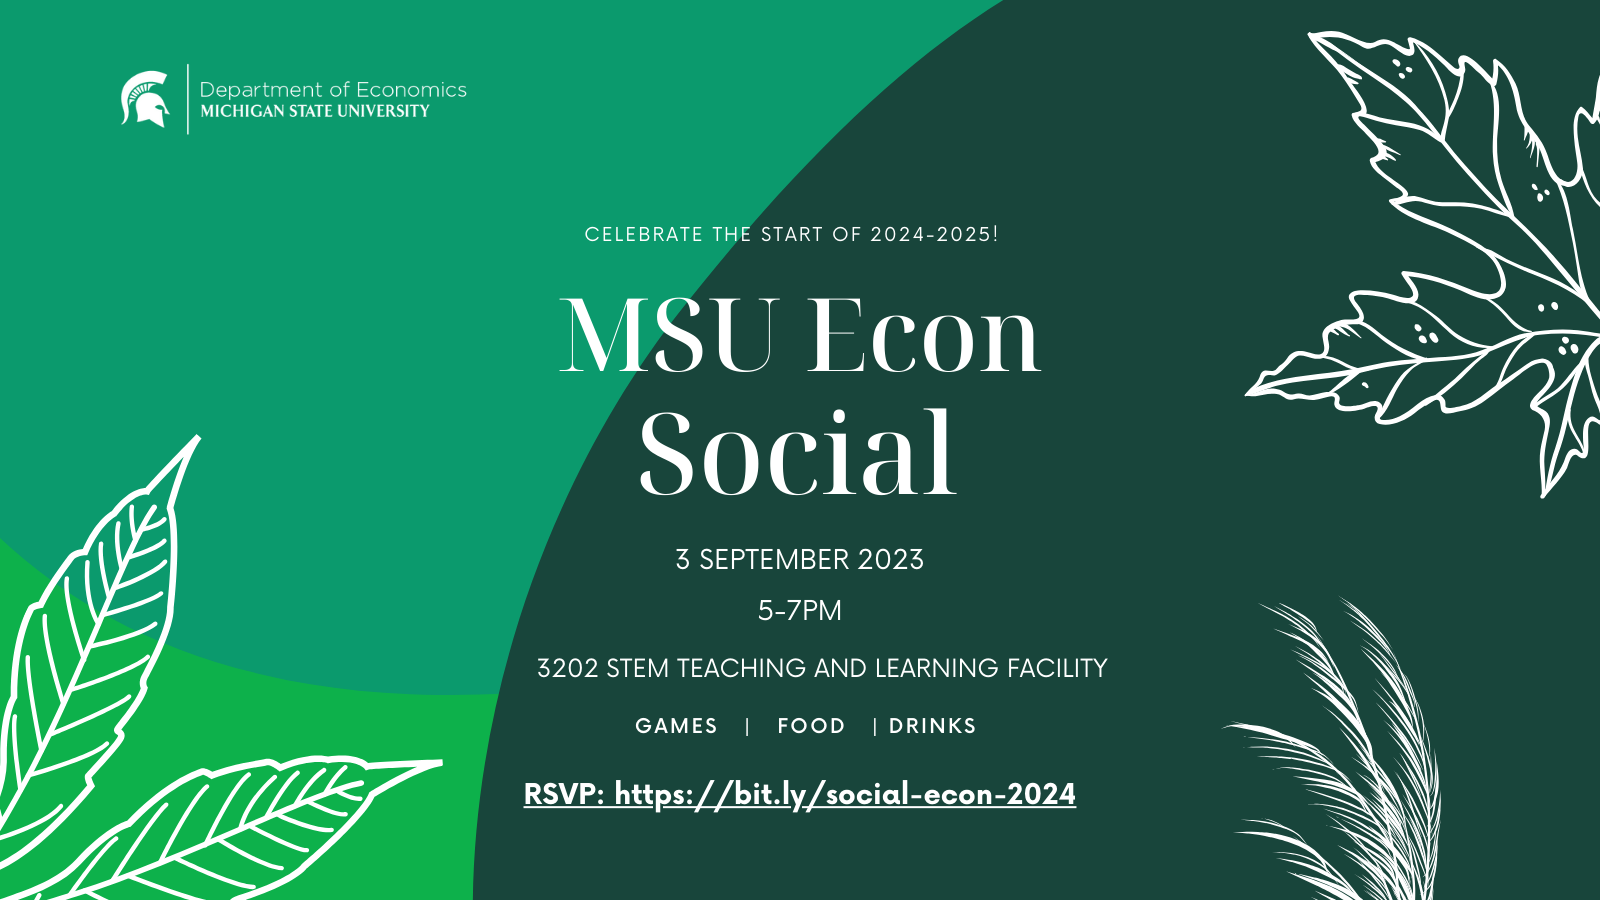 Department of Economics
MICHIGAN STATE UNIVERSITY
CELEBRATE THE START OF 2024-2025!
MSU Econ
Social
3 SEPTEMBER 2023
5-7PM
3202 STEM TEACHING AND LEARNING FACILITY
GAMES | FOOD | DRINKS
RSVP: https://bit.ly/social-econ-2024